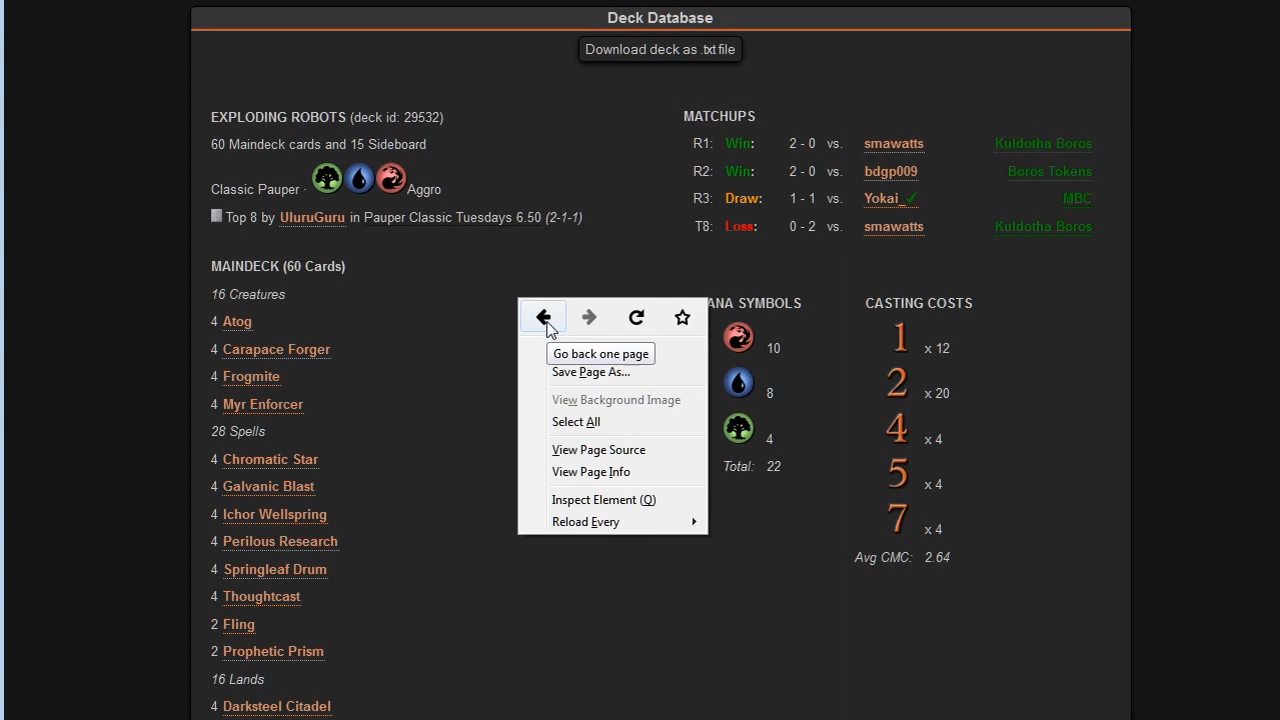 Deck Database
Download deck as .txt file
EXPLODING ROBOTS (deck id: 29532)
60 Maindeck cards and 15 Sideboard
Classic Pauper · Aggro
Top 8 by UluruGuru in Pauper Classic Tuesdays 6.50 (2-1-1)
MATCHUPS
R1: Win: 2 - 0 vs. smawatts Kuldotha Boros
R2: Win: 2 - 0 vs. bdgp009 Boros Tokens
R3: Draw: 1 - 1 vs. Yokai_✓ MBC
T8: Loss: 0 - 2 vs. smawatts Kuldotha Boros
MAINDECK (60 Cards)
16 Creatures
4 Atog
4 Carapace Forger
4 Frogmite
4 Myr Enforcer
28 Spells
4 Chromatic Star
4 Galvanic Blast
4 Ichor Wellspring
4 Perilous Research
4 Springleaf Drum
4 Thoughtcast
2 Fling
2 Prophetic Prism
16 Lands
4 Darksteel Citadel
Go back one page
Save Page As...
View Background Image
Select All
View Page Source
View Page Info
Inspect Element (Q)
Reload Every
ANA SYMBOLS
10
8
4
Total: 22
CASTING COSTS
1 x 12
2 x 20
4 x 4
5 x 4
7 x 4
Avg CMC: 2.64